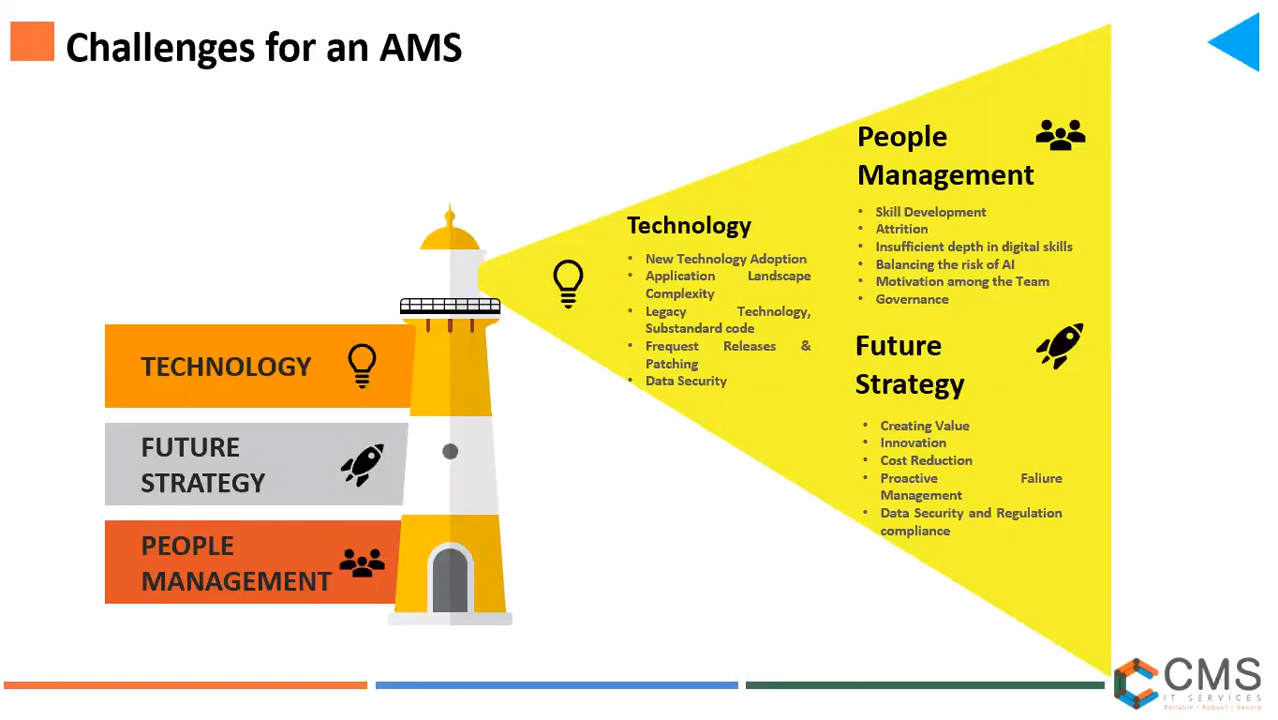 Challenges for an AMS
TECHNOLOGY
FUTURE
STRATEGY
PEOPLE
MANAGEMENT
Technology
• New Technology Adoption
• Application Landscape
Complexity
• Legacy Technology,
Substandard code
• Frequest Releases &
Patching
• Data Security
People
Management
• Skill Development
• Attrition
• Insufficient depth in digital skills
• Balancing the risk of AI
• Motivation among the Team
• Governance
Future
Strategy
• Creating Value
• Innovation
• Cost Reduction
• Proactive Faliure
Management
• Data Security and Regulation
compliance
CMS
IT SERVICES
Reliable | Robust | Secure